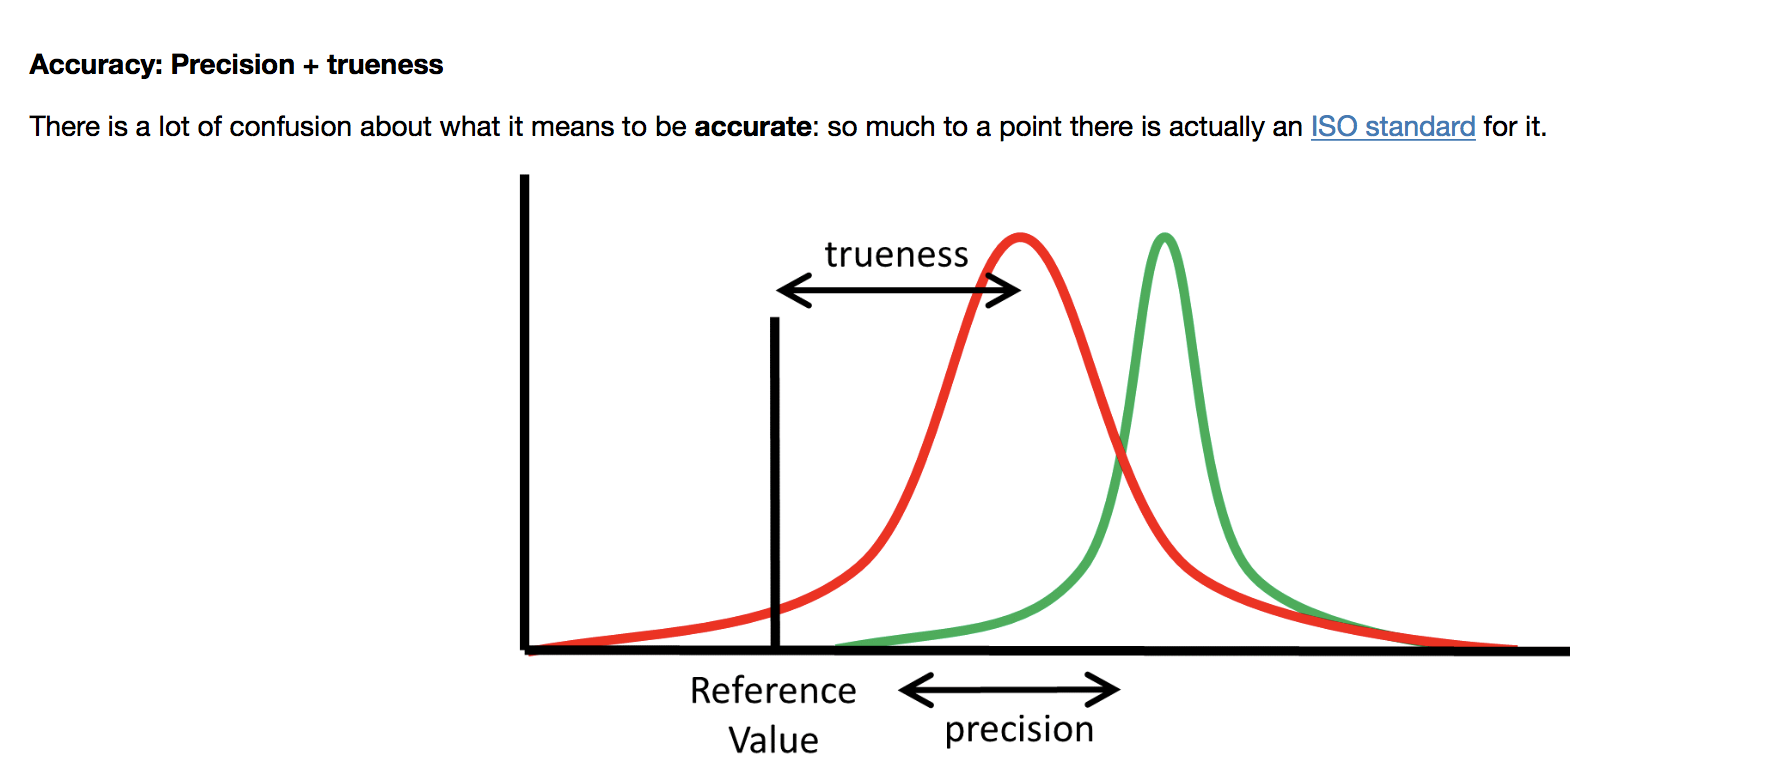 Accuracy: Precision + trueness
There is a lot of confusion about what it means to be accurate: so much to a point there is actually an ISO standard for it.
trueness
Reference
Value
precision